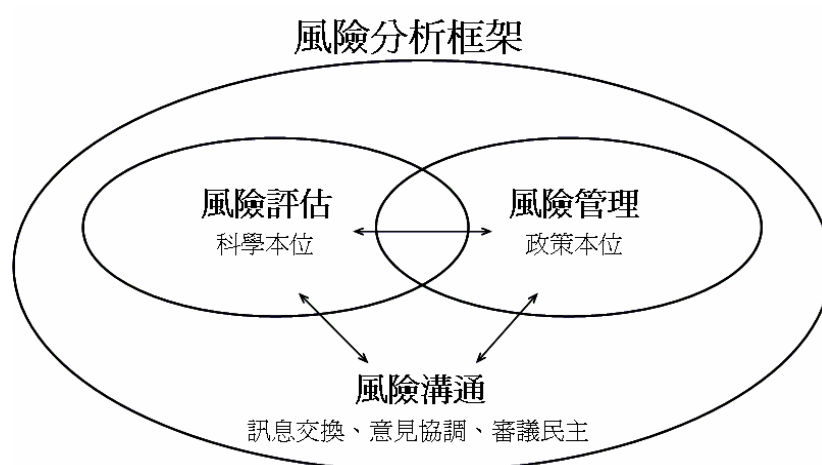 風險分析框架
風險評估
科學本位
風險管理
政策本位
風險溝通
訊息交換、意見協調、審議民主